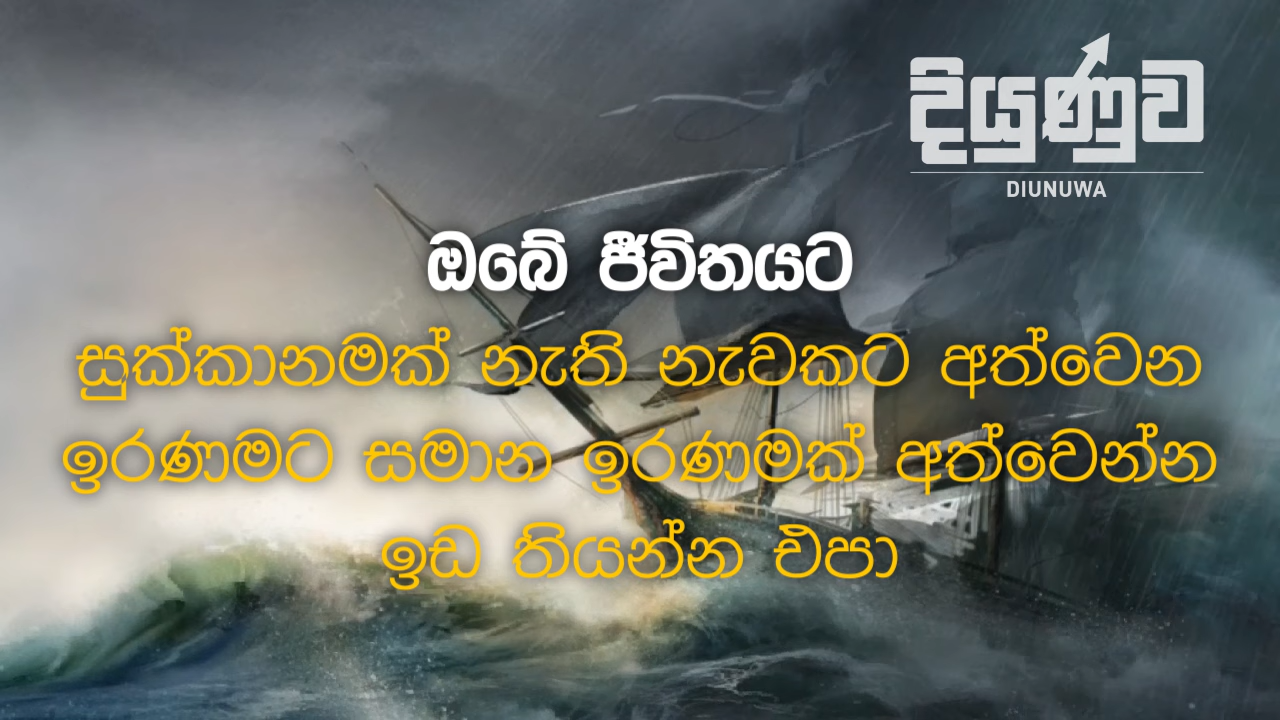 දියුණුව
DIUNUWA
ඔබේ ජීවිතයට
සුක්කානමක් නැති නැවකට අත්වෙන
ඉරණමට සමාන ඉරණමක් අත්වෙන්න
ඉඩ තියන්න එපා